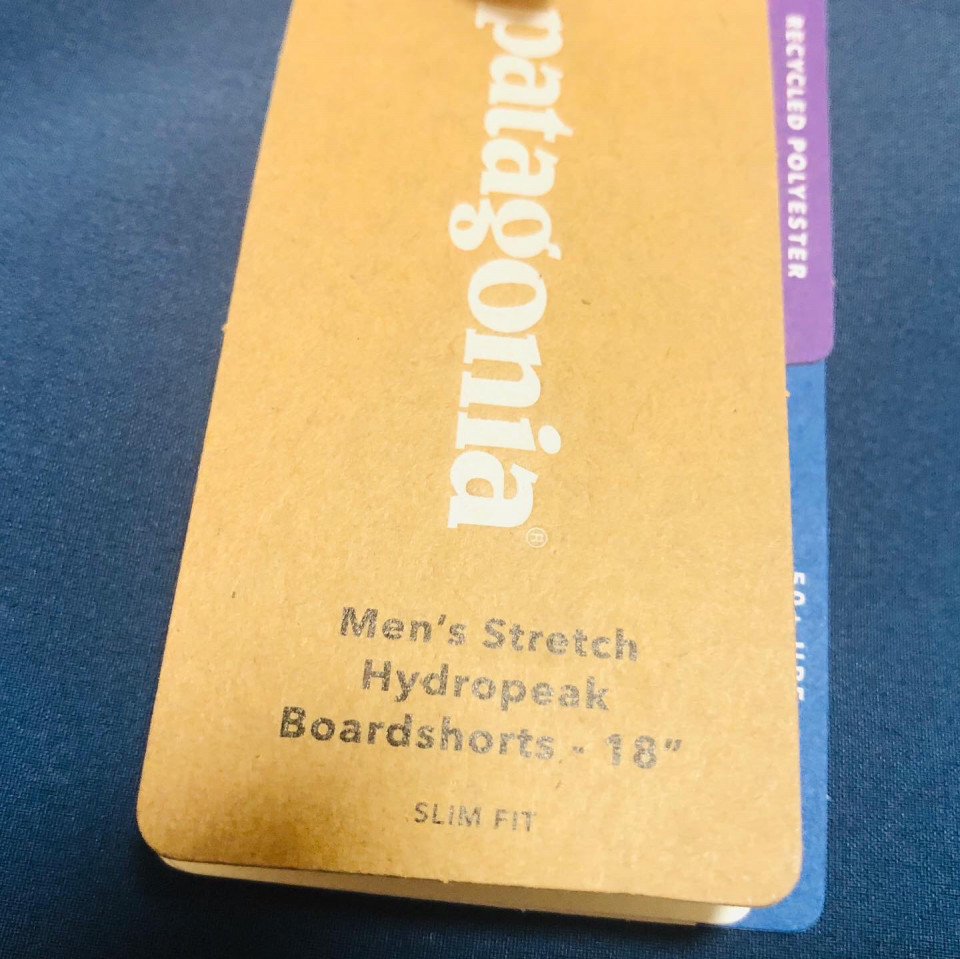 patagonia®
Men's Stretch
Hydropeak
Boardshorts - 18"
SLIM FIT
RECYCLED POLYESTER